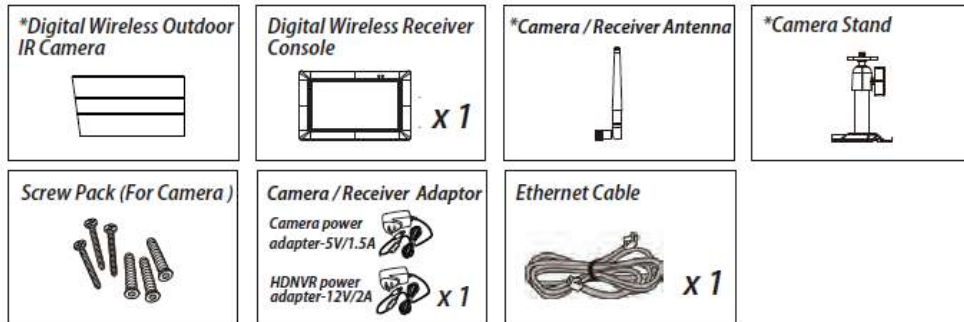 *Digital Wireless Outdoor
IR Camera
Digital Wireless Receiver
Console
x 1
*Camera / Receiver Antenna
*Camera Stand
Screw Pack (For Camera )
Camera / Receiver Adaptor
Camera power
adapter-5V/1.5A
HDNVR power
adapter-12V/2A
x 1
Ethernet Cable
x 1